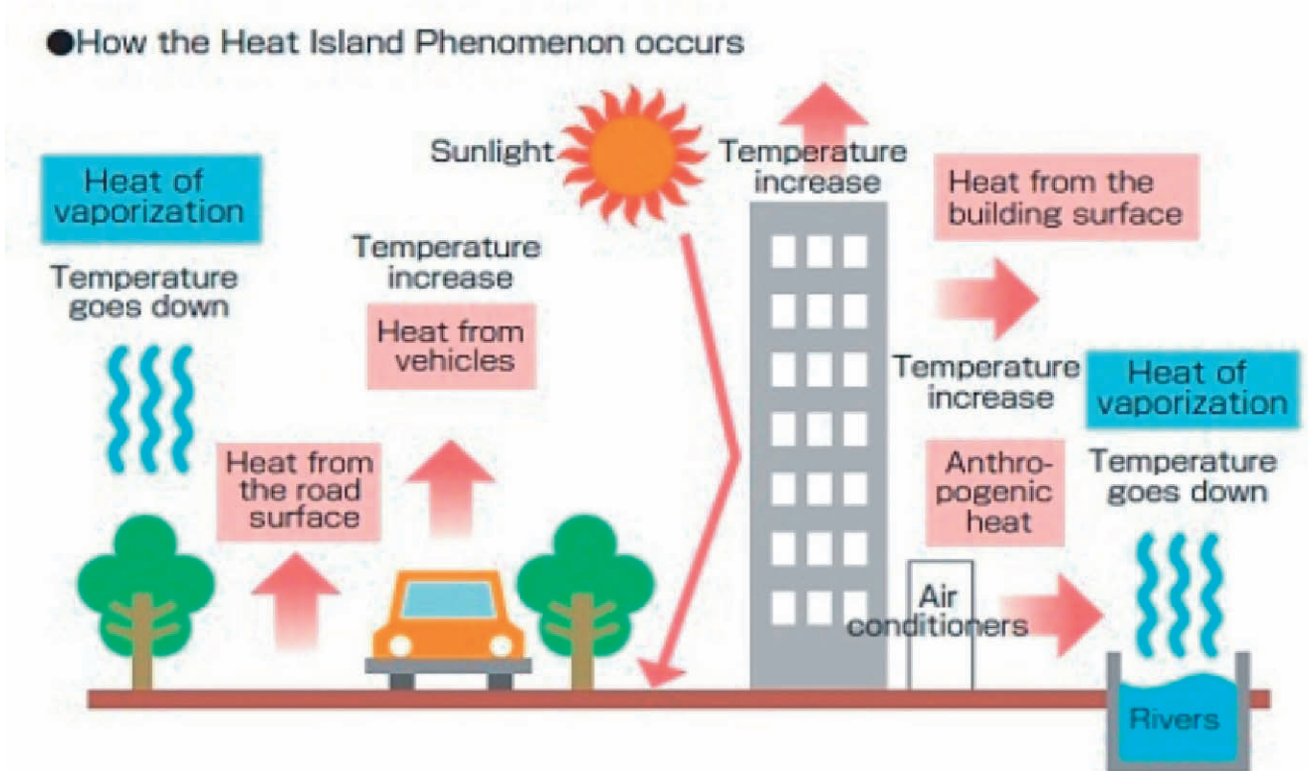 ●How the Heat Island Phenomenon occurs
Sunlight
Temperature
increase
Heat of
vaporization
Temperature
goes down
Temperature
increase
Heat from
vehicles
Heat from
the road
surface
Heat from the
building surface
Temperature
increase
Heat of
vaporization
Anthro-
pogenic
heat
Temperature
goes down
Air
conditioners
Rivers